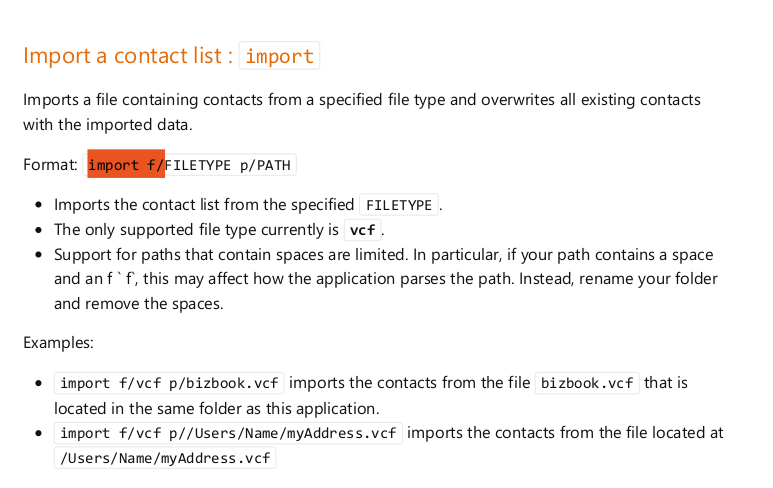 Import a contact list : import
Imports a file containing contacts from a specified file type and overwrites all existing contacts
with the imported data.
Format: import f/FILETYPE p/PATH
• Imports the contact list from the specified FILETYPE.
• The only supported file type currently is vcf.
• Support for paths that contain spaces are limited. In particular, if your path contains a space
and an f ` f`, this may affect how the application parses the path. Instead, rename your folder
and remove the spaces.
Examples:
• import f/vcf p/bizbook.vcf imports the contacts from the file bizbook.vcf that is
located in the same folder as this application.
• import f/vcf p//Users/Name/myAddress.vcf imports the contacts from the file located at
/Users/Name/myAddress.vcf